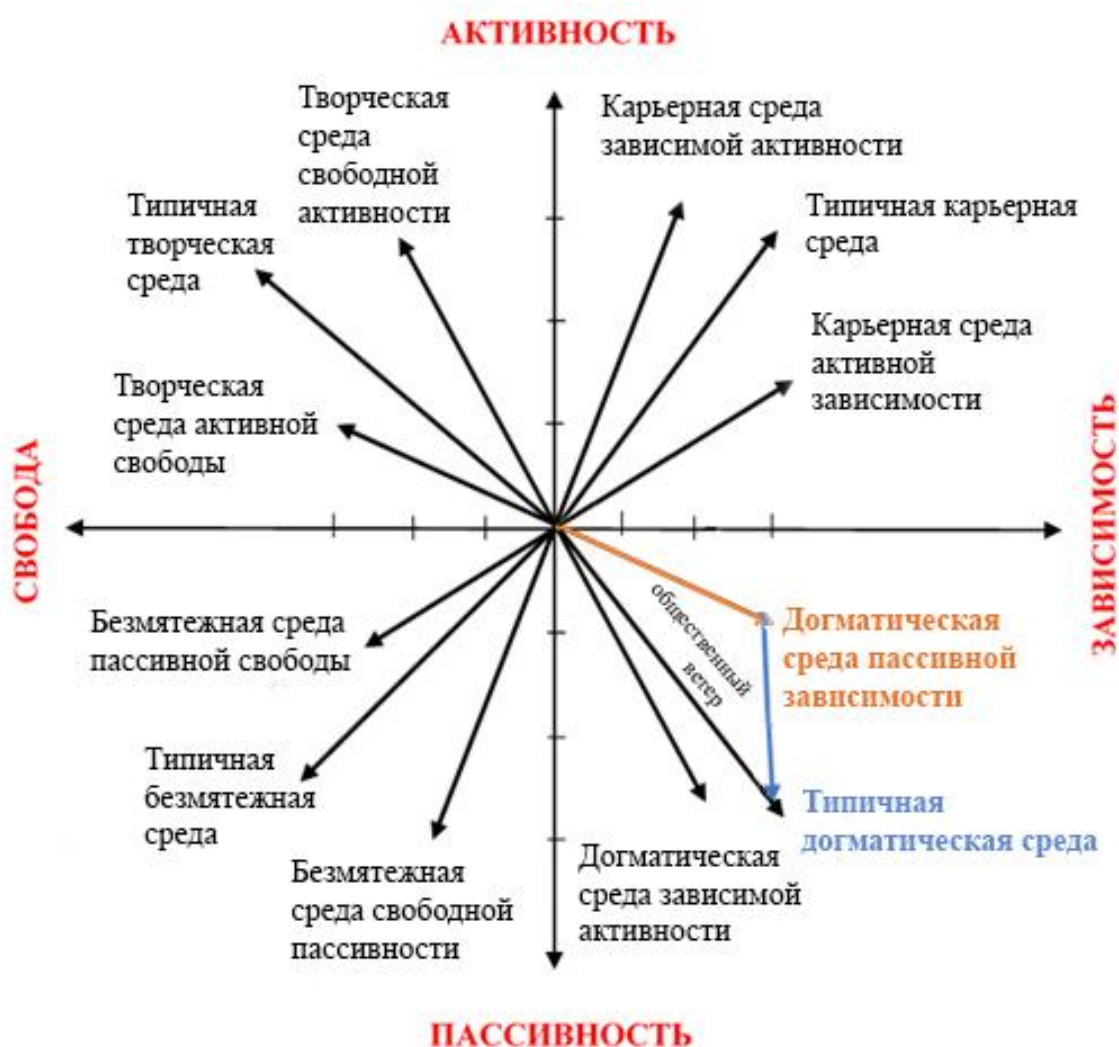 АКТИВНОСТЬ
Творческая
среда
свободной
активности
Карьерная среда
зависимой активности
Типичная
творческая
среда
Типичная карьерная
среда
Карьерная среда
активной
зависимости
Творческая
среда активной
свободы
СВОБОДА
ЗАВИСИМОСТЬ
Безмятежная среда
пассивной свободы
общественный
ветер
Догматическая
среда пассивной
зависимости
Типичная
безмятежная
среда
Типичная
догматическая среда
Безмятежная
среда свободной
пассивности
Догматическая
среда зависимой
активности
ПАССИВНОСТЬ